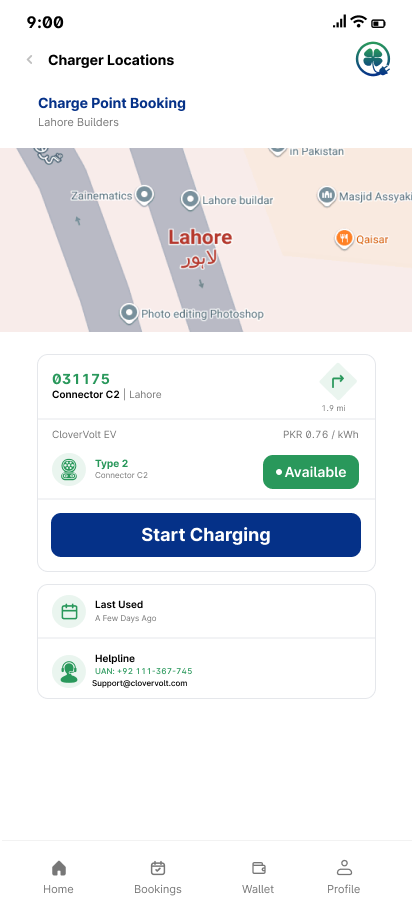 9:00
Charger Locations
Charge Point Booking
Lahore Builders
in Pakistan
Zainematics
Lahore buildar
Masjid Assyaki
Lahore
Qaisar
لاہور
Photo editing Photoshop
031175
Connector C2 | Lahore
1.9 mi
CloverVolt EV
PKR 0.76 / kWh
Type 2
Connector C2
Available
Start Charging
Last Used
A Few Days Ago
Helpline
UAN: +92 111-367-745
Support@clovervolt.com
Home
Bookings
Wallet
Profile